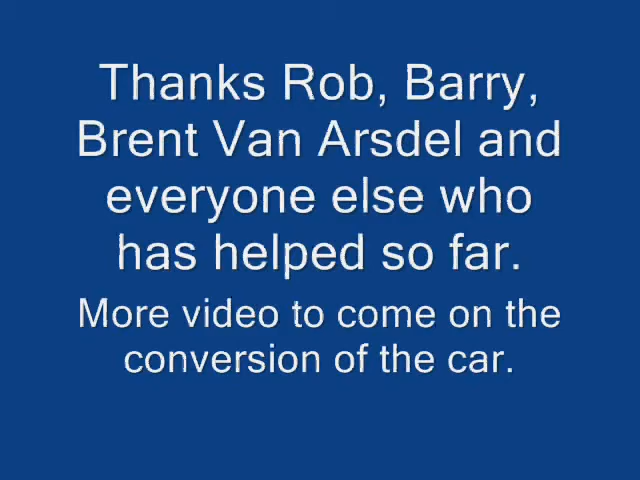 Thanks Rob, Barry,
Brent Van Arsdel and
everyone else who
has helped so far.
More video to come on the
conversion of the car.